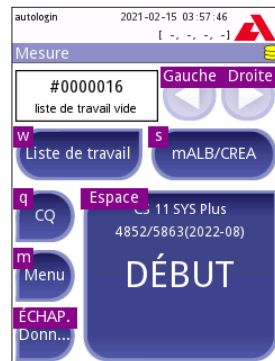 autologin 2021-02-15 03:57:46
[ -, -, -, -]
Mesure
#0000016
liste de travail vide
Gauche Droite
w
Liste de travail
s
mALB/CREA
q
CQ
Espace
CS 11 SYS Plus
4852/5863(2022-08)
DÉBUT
m
Menu
ÉCHAP.
Donn...